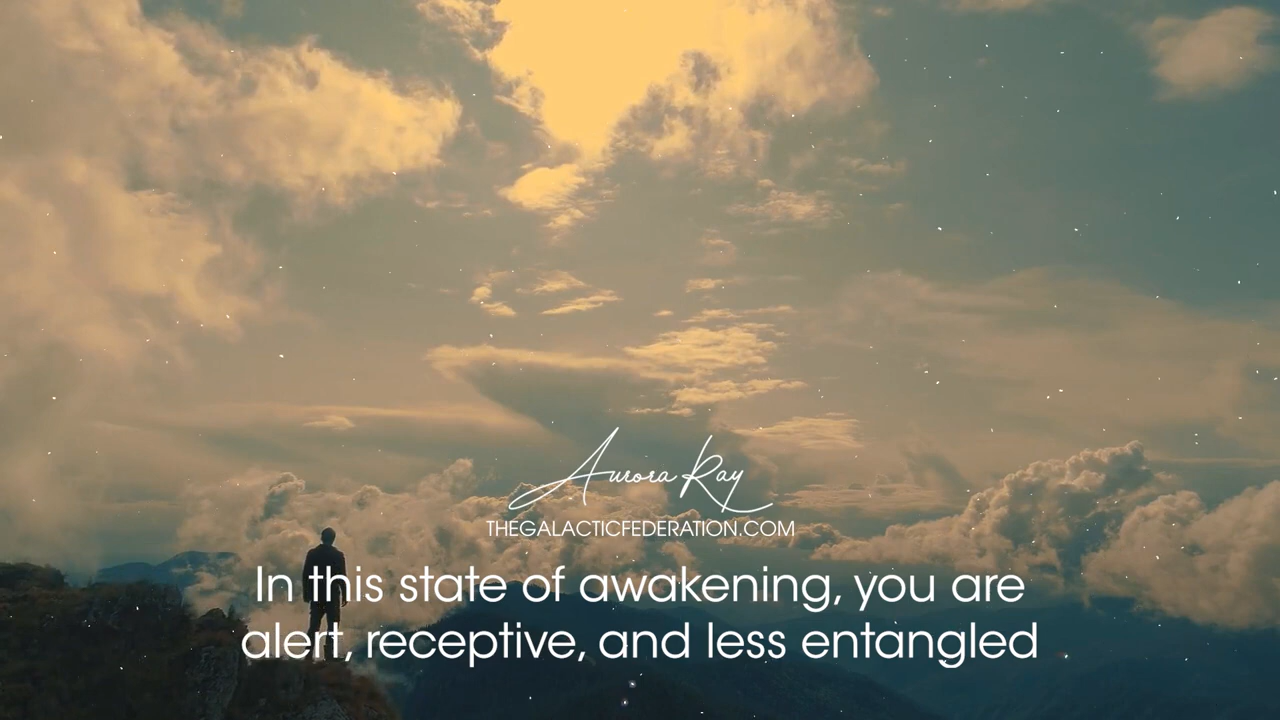 Aurora Ray
THEGALACTICFEDERATION.COM
In this state of awakening, you are
alert, receptive, and less entangled